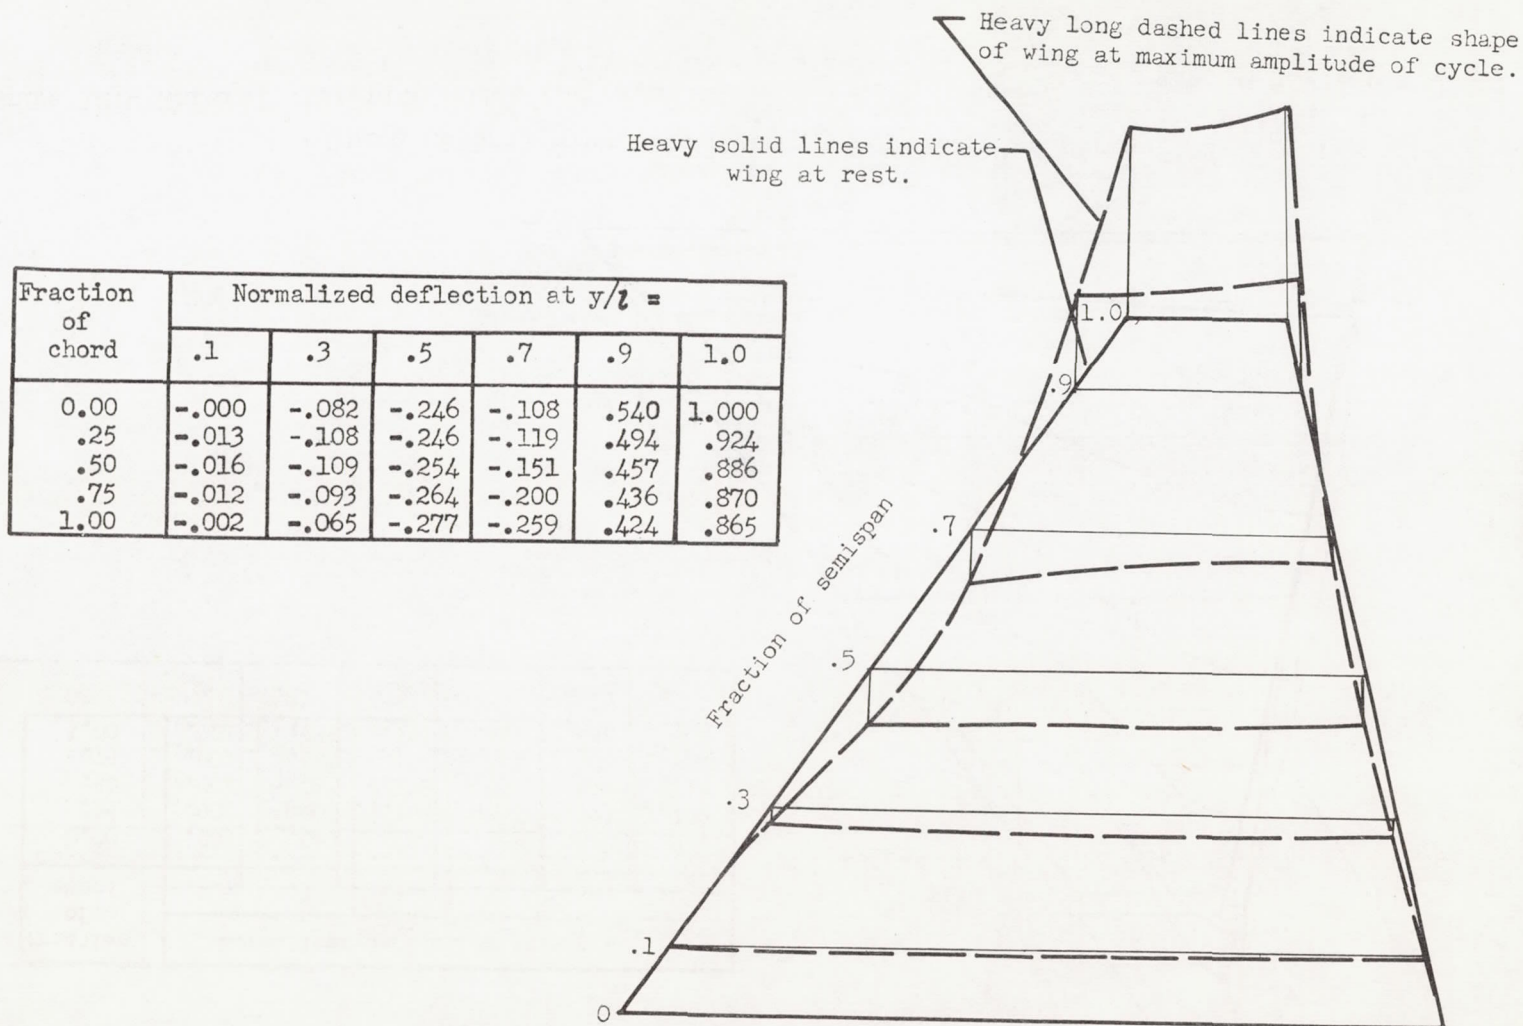 Heavy long dashed lines indicate shape
of wing at maximum amplitude of cycle.
Heavy solid lines indicate
wing at rest.
Fraction
of
chord
Normalized deflection at y/l =
.1 .3 .5 .7 .9 1.0
0.00 -.000 -.082 -.246 -.108 .540 1.000
.25 -.013 -.108 -.246 -.119 .494 .924
.50 -.016 -.109 -.254 -.151 .457 .886
.75 -.012 -.093 -.264 -.200 .436 .870
1.00 -.002 -.065 -.277 -.259 .424 .865
Fraction of semispan
1.0
.9
.7
.5
.3
.1
0